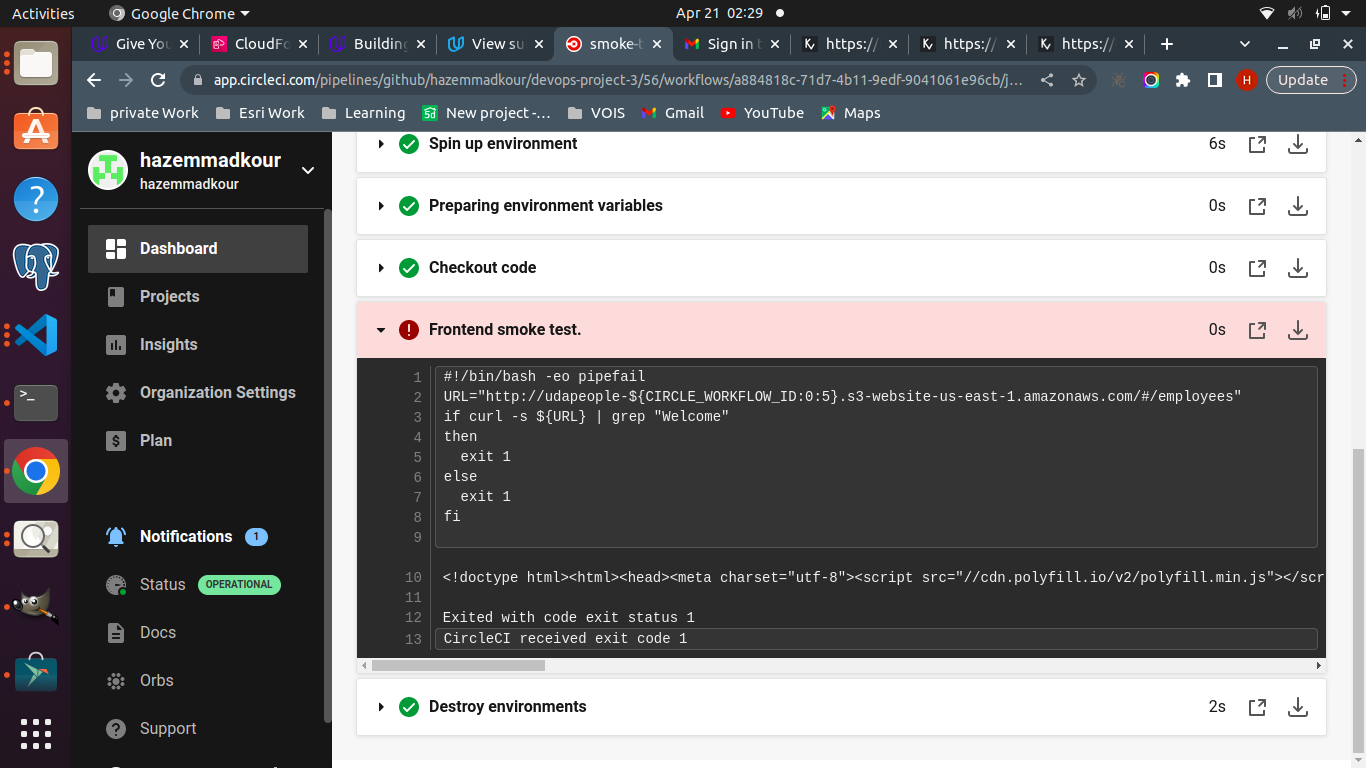 Activities Google Chrome Apr 21 02:29
Give You CloudFo Building View su smoke-t Sign in t https:// https:// https://
app.circleci.com/pipelines/github/hazemmadkour/devops-project-3/56/workflows/a884818c-71d7-4b11-9edf-9041061e96cb/j... H Update
private Work Esri Work Learning New project -... VOIS Gmail YouTube Maps
hazemmadkour
hazemmadkour
Dashboard
Projects
Insights
Organization Settings
Plan
Notifications 1
Status OPERATIONAL
Docs
Orbs
Support
Spin up environment 6s
Preparing environment variables 0s
Checkout code 0s
Frontend smoke test. 0s
1 #!/bin/bash -eo pipefail
2 URL="http://udapeople-${CIRCLE_WORKFLOW_ID:0:5}.s3-website-us-east-1.amazonaws.com/#/employees"
3 if curl -s ${URL} | grep "Welcome"
4 then
5   exit 1
6 else
7   exit 1
8 fi
9
10 <!doctype html><html><head><meta charset="utf-8"><script src="//cdn.polyfill.io/v2/polyfill.min.js"></scr
11
12 Exited with code exit status 1
13 CircleCI received exit code 1
Destroy environments 2s